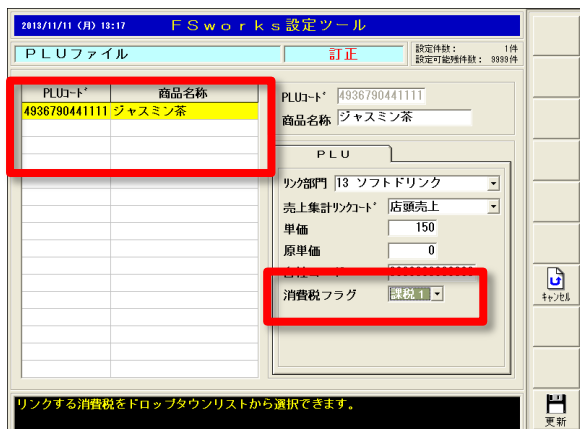 2013/11/11 (月) 13:17 FSworks設定ツール
PLUファイル 訂正 設定件数： 1件
設定可能残件数： 9999件
PLUｺｰﾄﾞ 商品名称
4936790441111 ジャスミン茶
PLUｺｰﾄﾞ 4936790441111
商品名称 ジャスミン茶
PLU
ﾘﾝｸ部門 13 ソフトドリンク
売上集計ﾘﾝｸｺｰﾄﾞ 店頭売上
単価 150
原単価 0
消費税フラグ 課税1
ｷｬﾝｾﾙ
リンクする消費税をドロップダウンリストから選択できます。
更新